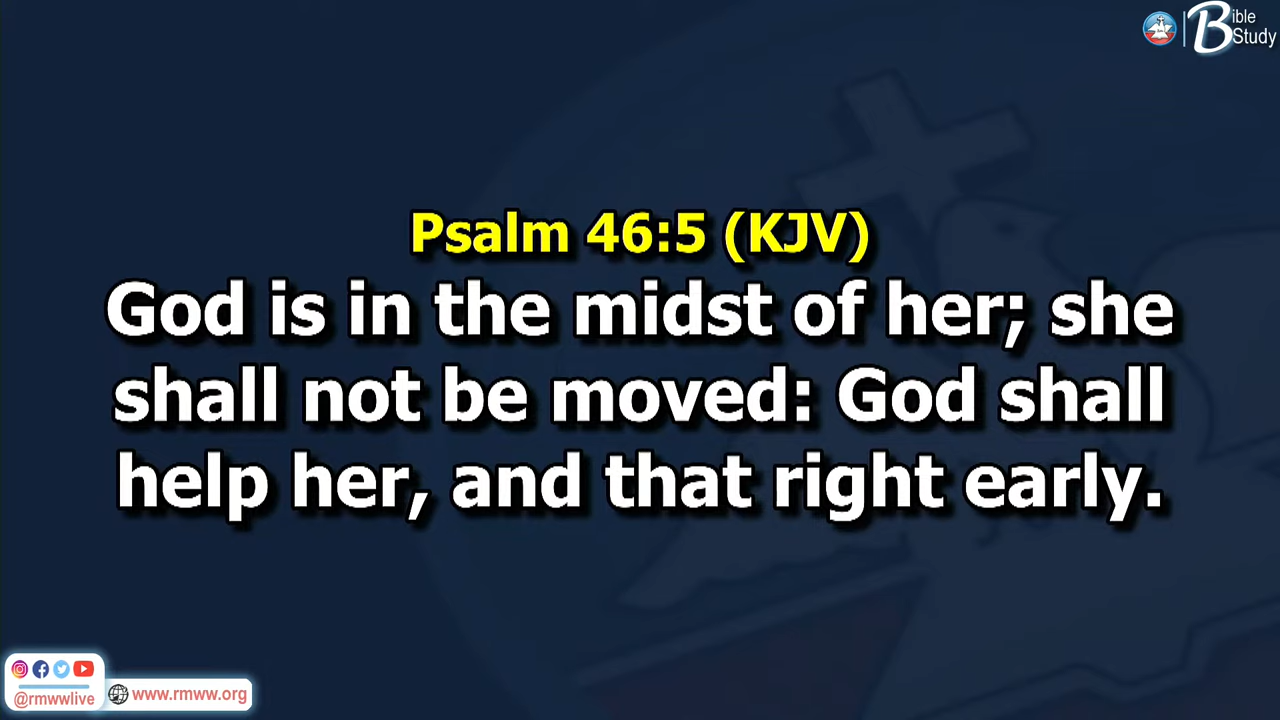 Bible
Study
Psalm 46:5 (KJV)
God is in the midst of her; she
shall not be moved: God shall
help her, and that right early.
@rmwwlive
www.rmww.org